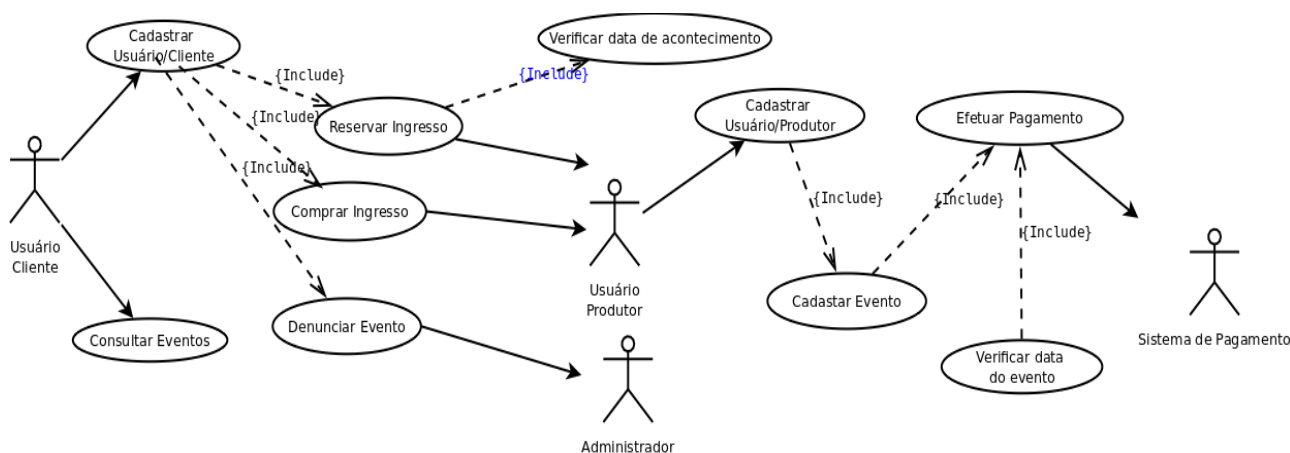 Cadastrar
Usuário/Cliente
Verificar data de acontecimento
{Include}
{Include}
{Include}
Reservar Ingresso
{Include}
Comprar Ingresso
Usuário
Cliente
Consultar Eventos
Denunciar Evento
Usuário
Produtor
Administrador
Cadastrar
Usuário/Produtor
Efetuar Pagamento
{Include}
{Include}
{Include}
Cadastar Evento
Verificar data
do evento
Sistema de Pagamento